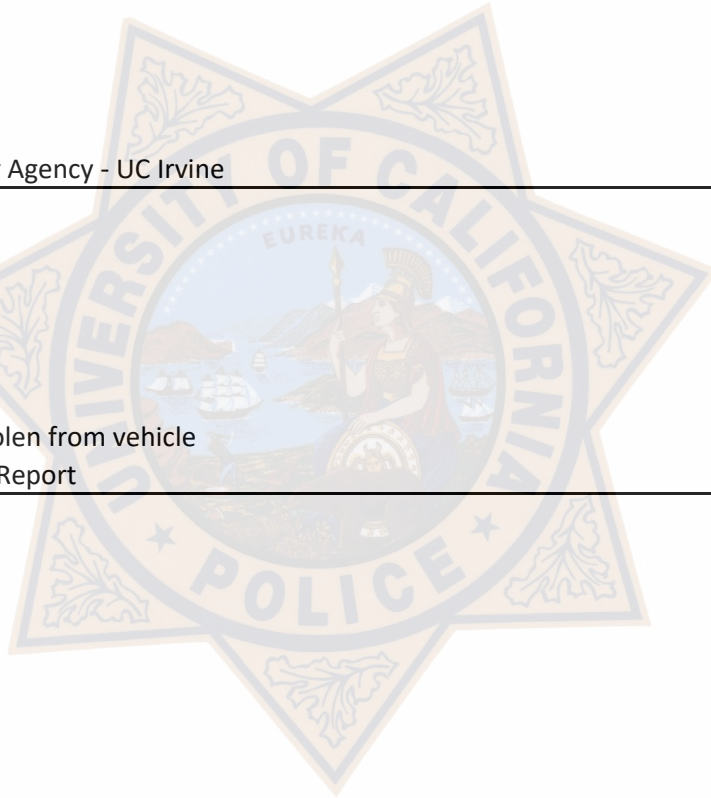 Agency - UC Irvine
UNIVERSITY OF CALIFORNIA
EUREKA
olen from vehicle
Report
POLICE